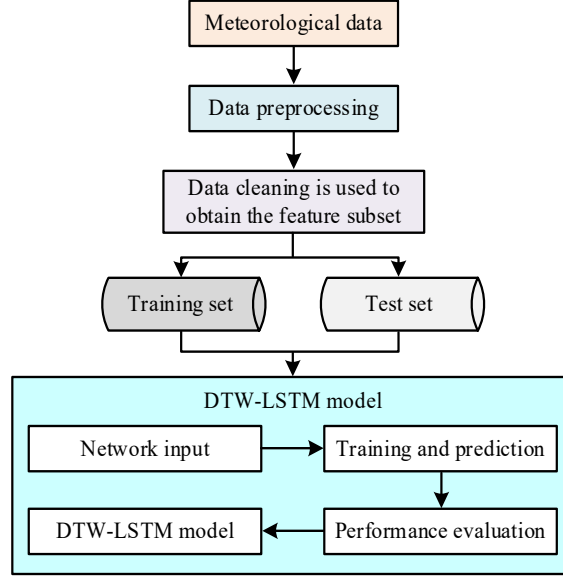 Meteorological data
Data preprocessing
Data cleaning is used to
obtain the feature subset
Training set
Test set
DTW-LSTM model
Network input
Training and prediction
DTW-LSTM model
Performance evaluation